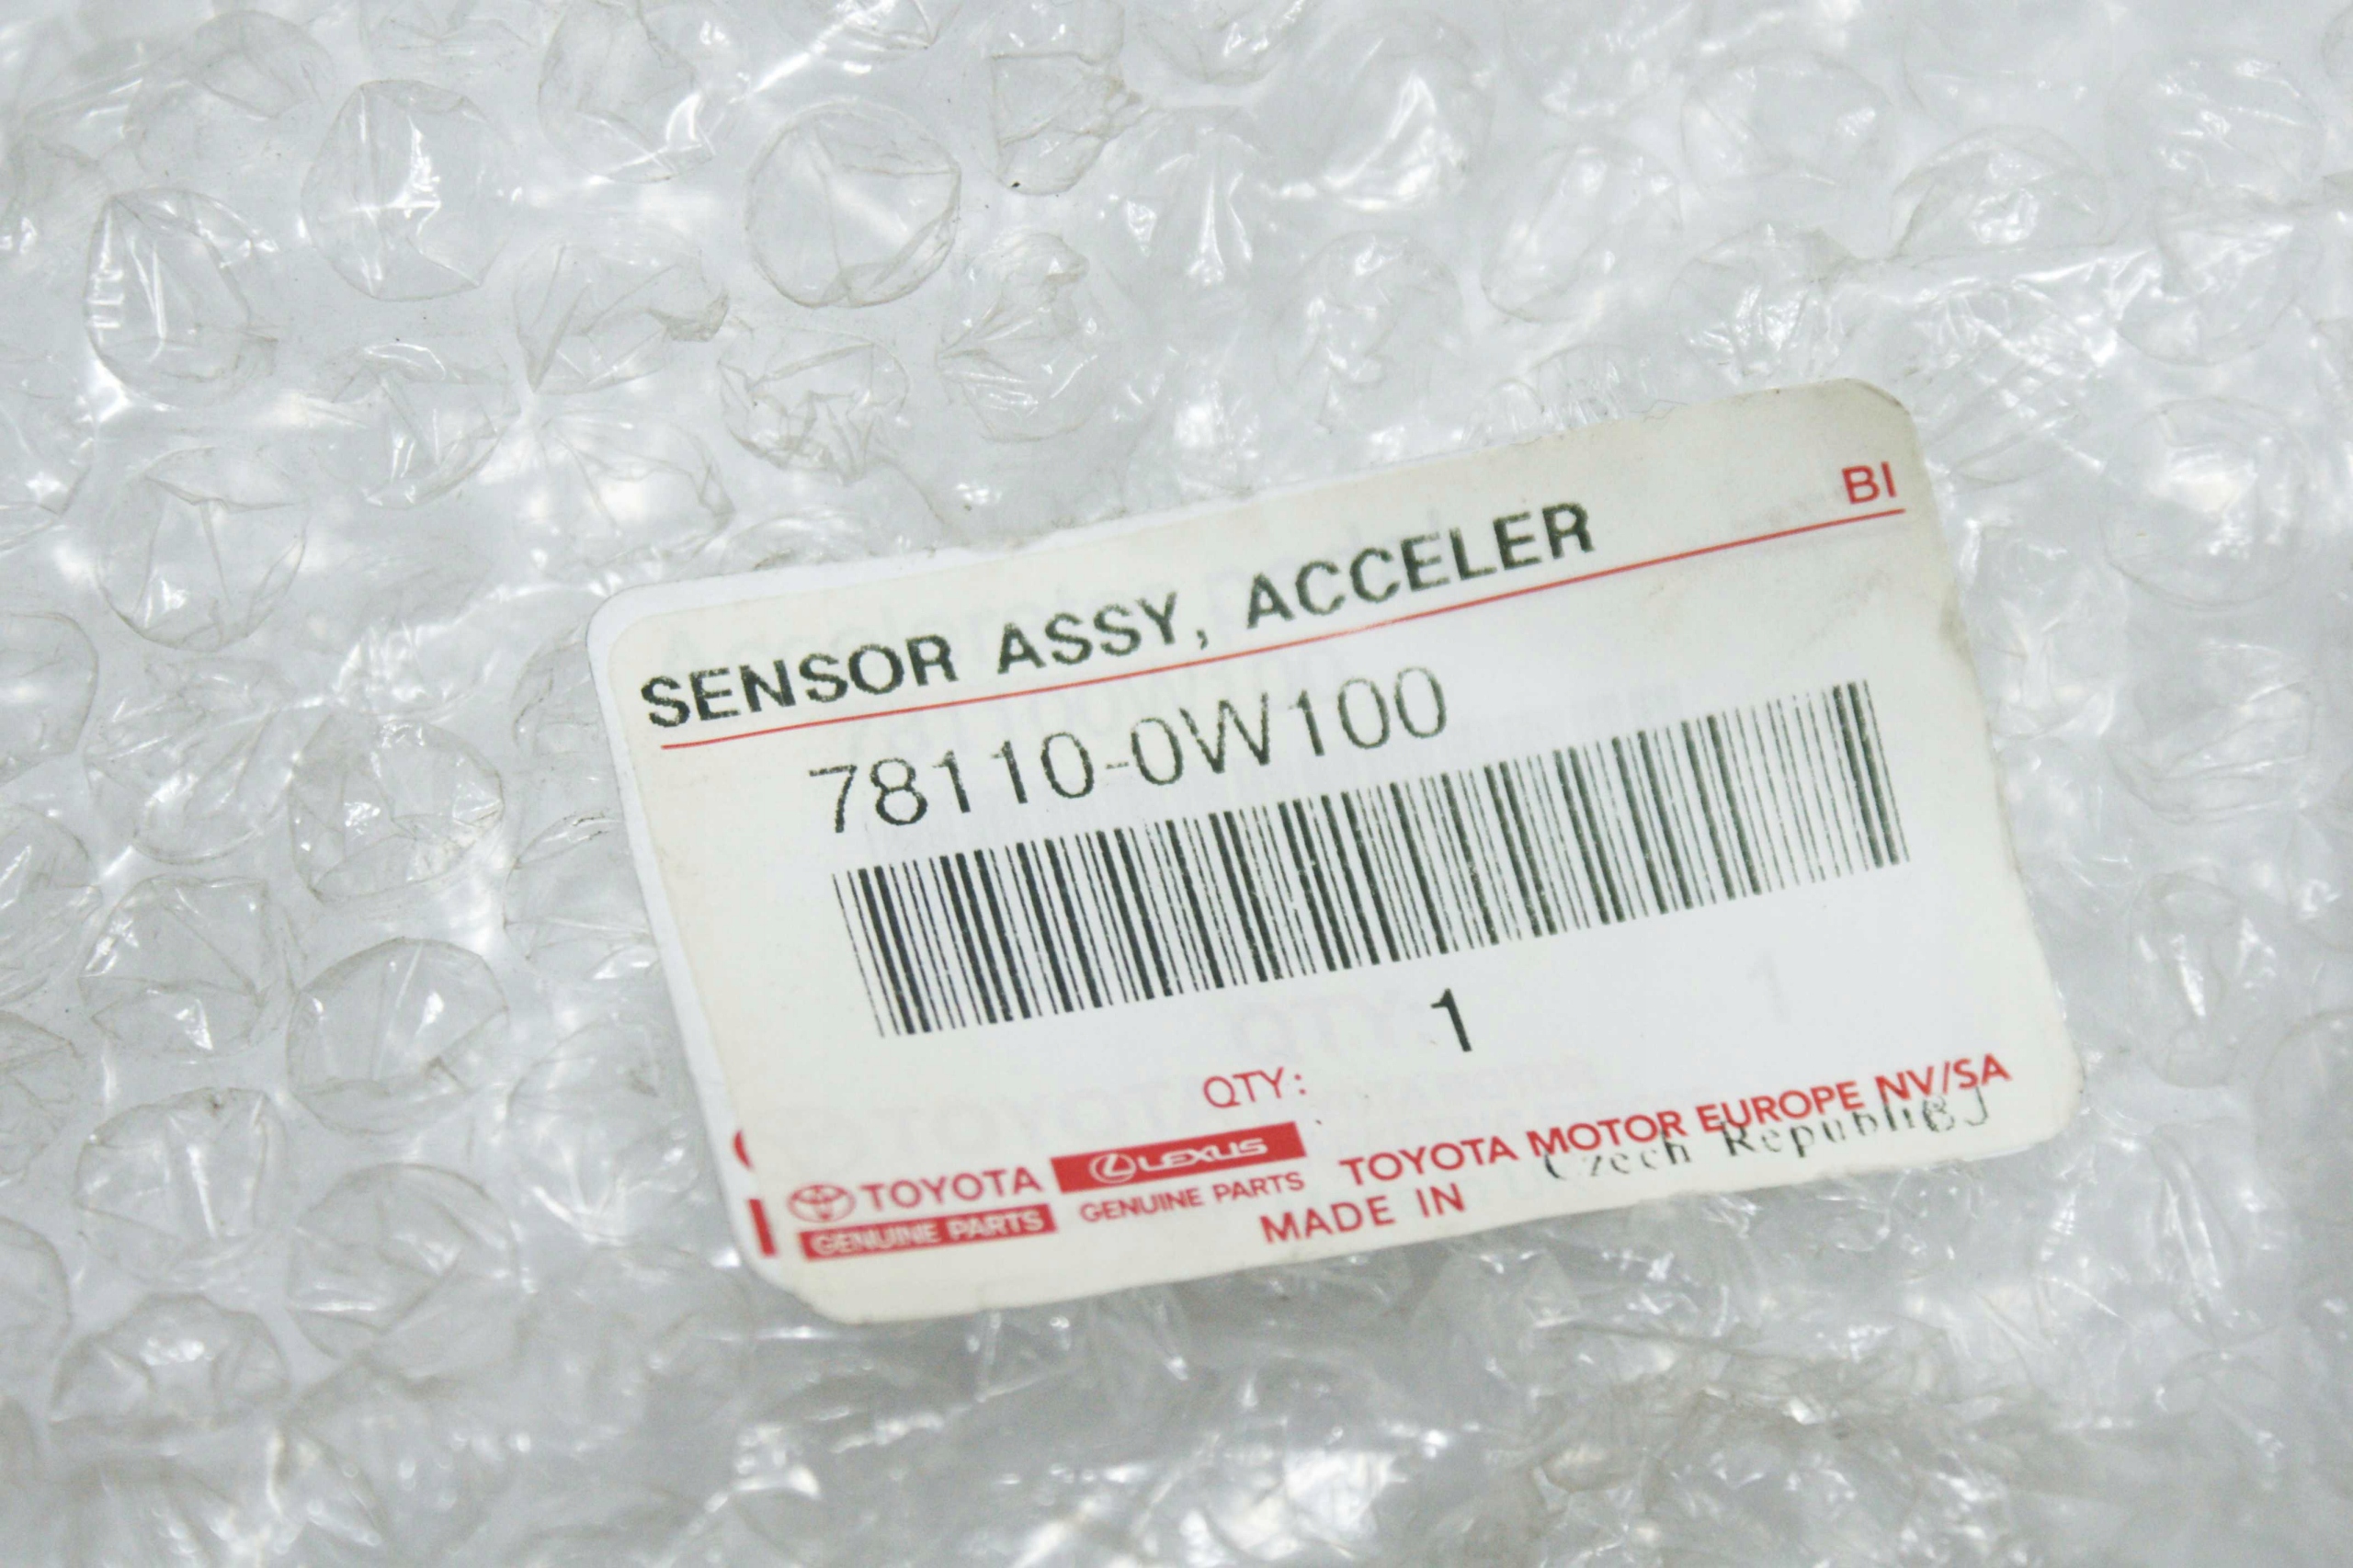 BI
SENSOR ASSY, ACCELER
78110-0W100
1
QTY:
TOYOTA LEXUS TOYOTA MOTOR EUROPE NV/SA
GENUINE PARTS GENUINE PARTS MADE IN Czech Republic